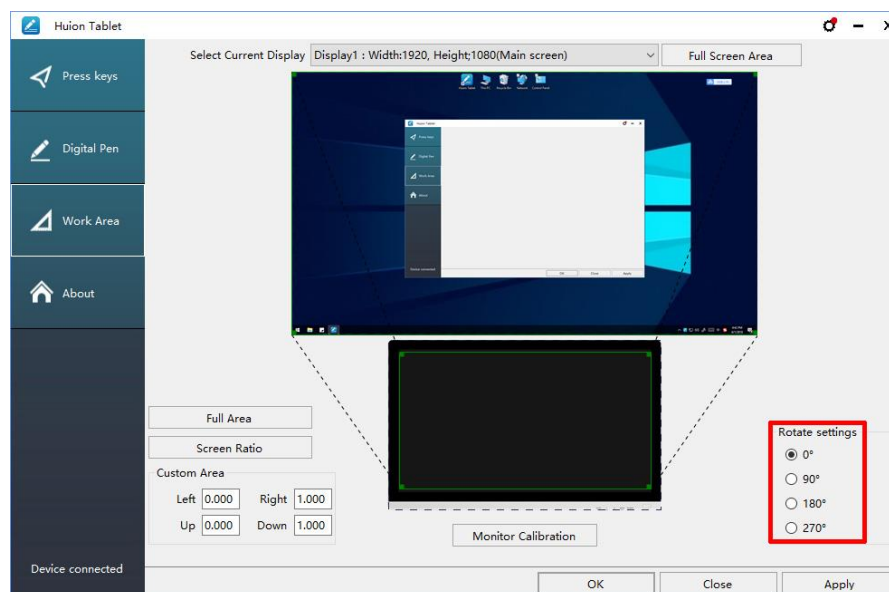 Huion Tablet
Select Current Display Display1 : Width:1920, Height;1080(Main screen) Full Screen Area
Press keys
Digital Pen
Work Area
About
Full Area
Screen Ratio
Custom Area
Left 0.000 Right 1.000
Up 0.000 Down 1.000
Monitor Calibration
Rotate settings
0°
90°
180°
270°
Device connected
OK Close Apply